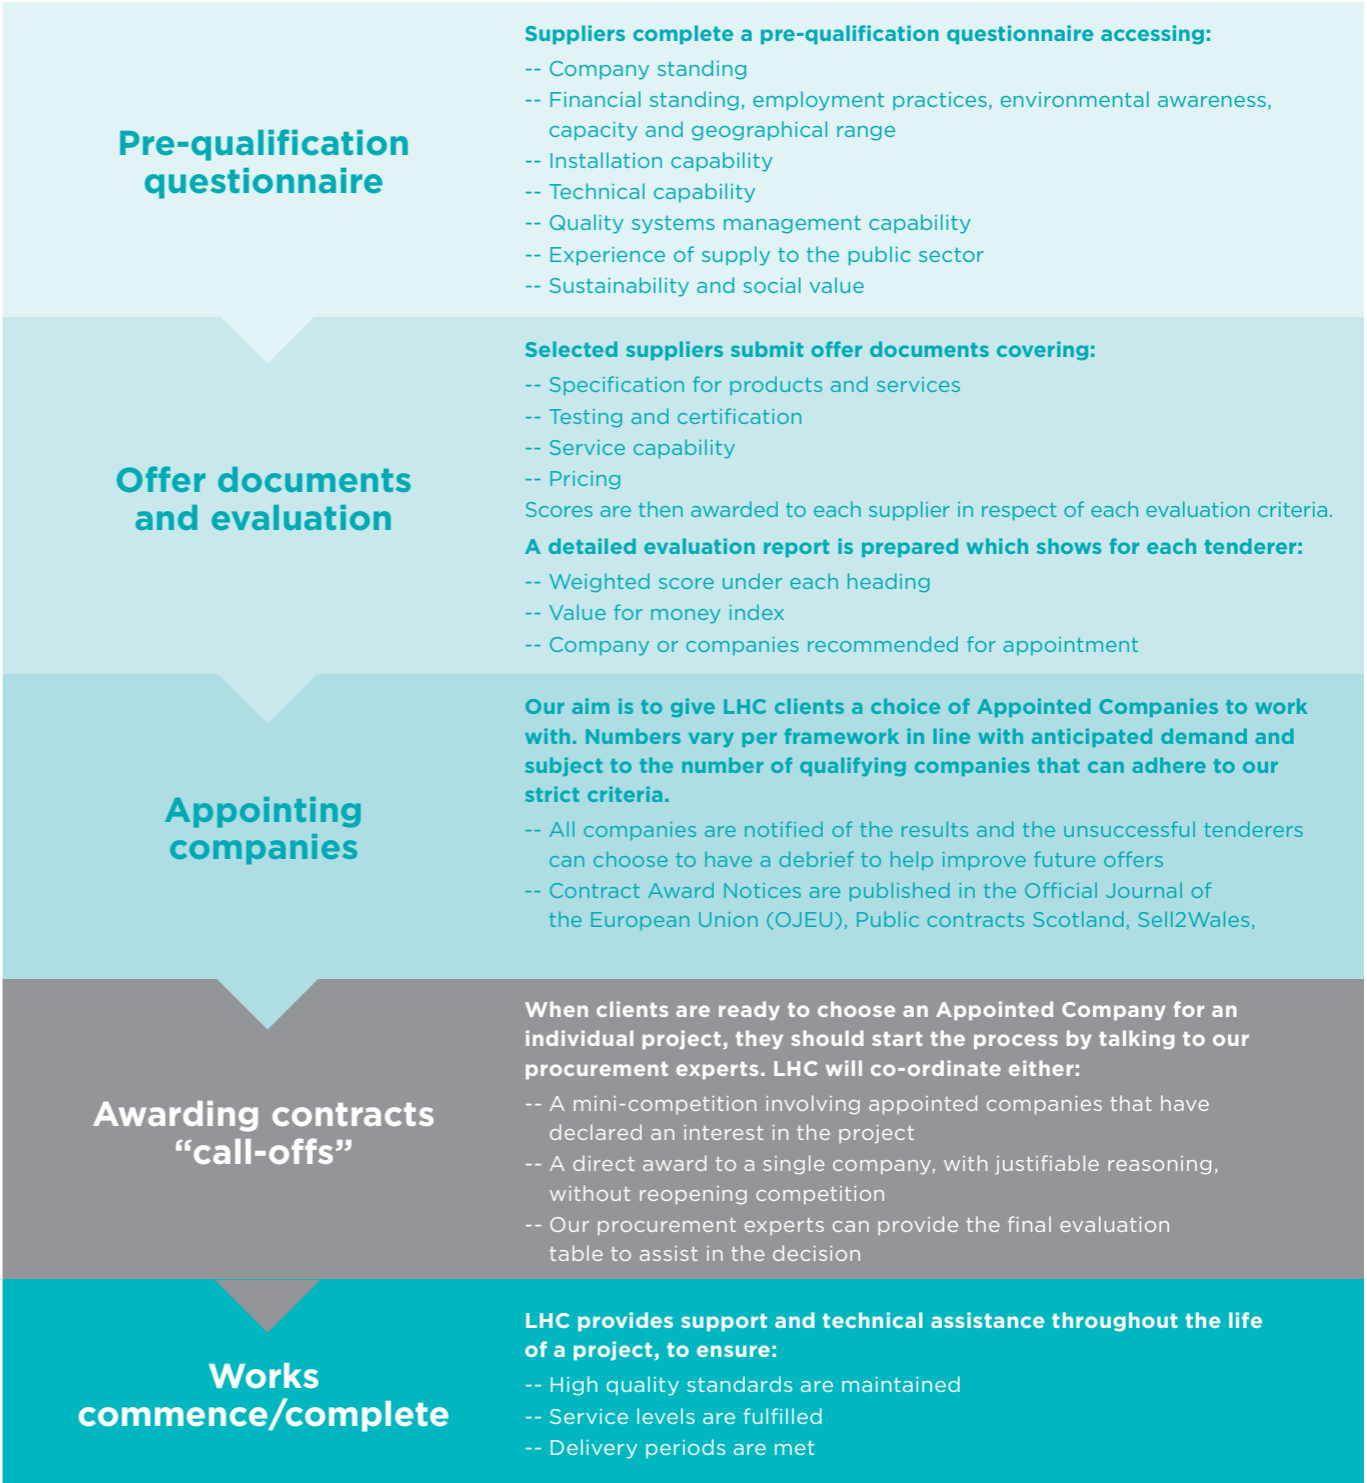 Pre-qualification
questionnaire
Suppliers complete a pre-qualification questionnaire accessing:
-- Company standing
-- Financial standing, employment practices, environmental awareness,
capacity and geographical range
-- Installation capability
-- Technical capability
-- Quality systems management capability
-- Experience of supply to the public sector
-- Sustainability and social value
Offer documents
and evaluation
Selected suppliers submit offer documents covering:
-- Specification for products and services
-- Testing and certification
-- Service capability
-- Pricing
Scores are then awarded to each supplier in respect of each evaluation criteria.
A detailed evaluation report is prepared which shows for each tenderer:
-- Weighted score under each heading
-- Value for money index
-- Company or companies recommended for appointment
Appointing
companies
Our aim is to give LHC clients a choice of Appointed Companies to work
with. Numbers vary per framework in line with anticipated demand and
subject to the number of qualifying companies that can adhere to our
strict criteria.
-- All companies are notified of the results and the unsuccessful tenderers
can choose to have a debrief to help improve future offers
-- Contract Award Notices are published in the Official Journal of
the European Union (OJEU), Public contracts Scotland, Sell2Wales,
Awarding contracts
“call-offs”
When clients are ready to choose an Appointed Company for an
individual project, they should start the process by talking to our
procurement experts. LHC will co-ordinate either:
-- A mini-competition involving appointed companies that have
declared an interest in the project
-- A direct award to a single company, with justifiable reasoning,
without reopening competition
-- Our procurement experts can provide the final evaluation
table to assist in the decision
Works
commence/complete
LHC provides support and technical assistance throughout the life
of a project, to ensure:
-- High quality standards are maintained
-- Service levels are fulfilled
-- Delivery periods are met